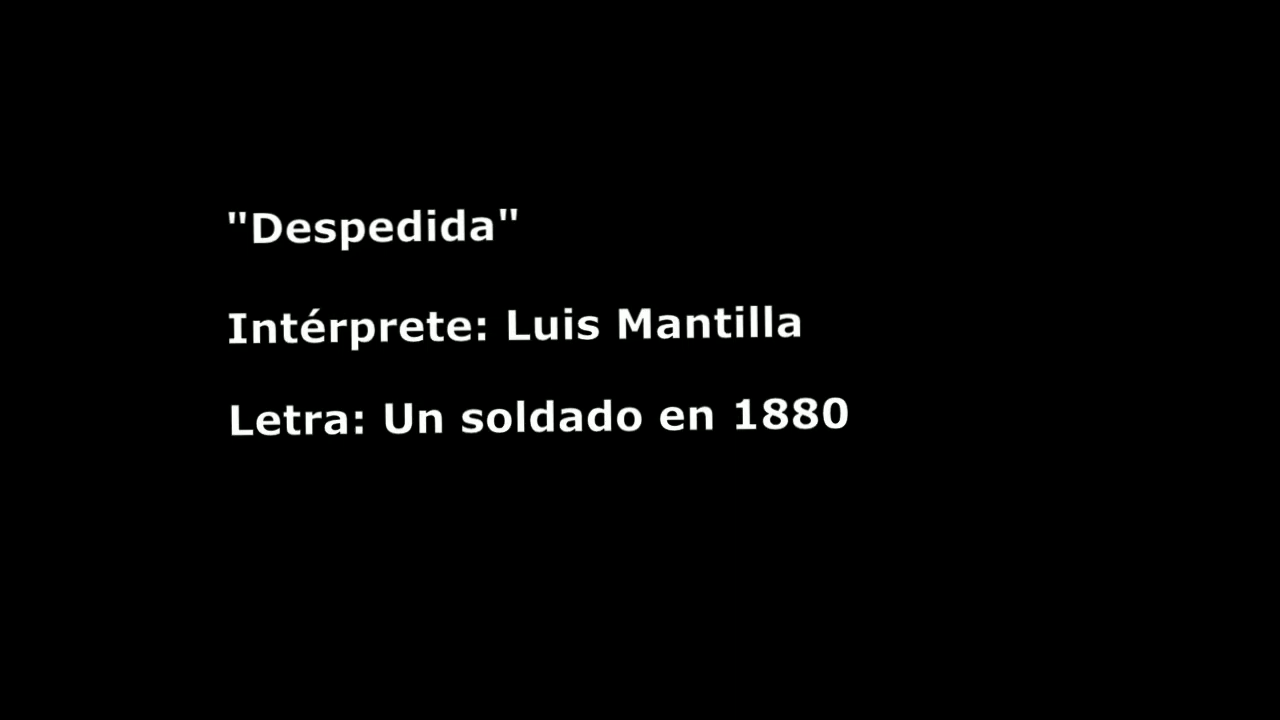 "Despedida"
Intérprete: Luis Mantilla
Letra: Un soldado en 1880